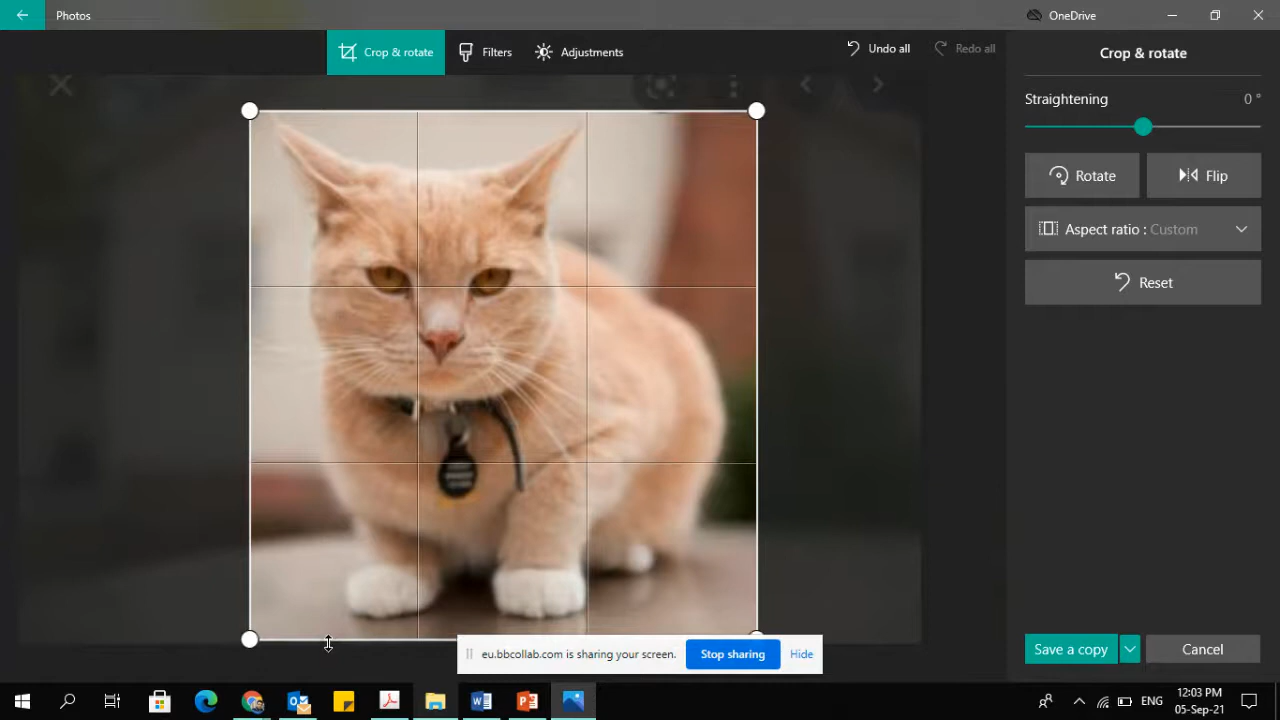 Photos
OneDrive
Crop & rotate
Filters
Adjustments
Undo all
Redo all
Crop & rotate
Straightening
0 °
Rotate
Flip
Aspect ratio : Custom
Reset
eu.bbcollab.com is sharing your screen.
Stop sharing
Hide
Save a copy
Cancel
ENG
12:03 PM
05-Sep-21